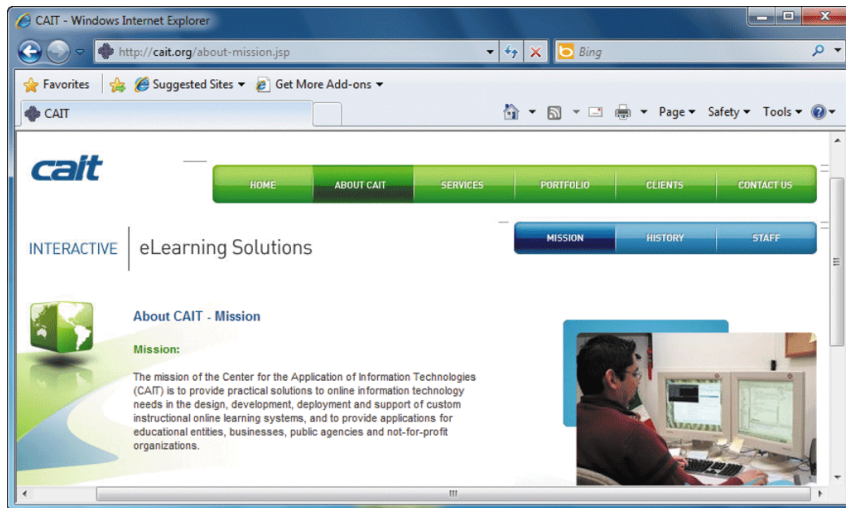 CAIT - Windows Internet Explorer
http://cait.org/about-mission.jsp
Bing
Favorites Suggested Sites Get More Add-ons
CAIT Page Safety Tools
cait
HOME ABOUT CAIT SERVICES PORTFOLIO CLIENTS CONTACT US
MISSION HISTORY STAFF
INTERACTIVE eLearning Solutions
About CAIT - Mission
Mission:
The mission of the Center for the Application of Information Technologies
(CAIT) is to provide practical solutions to online information technology
needs in the design, development, deployment and support of custom
instructional online learning systems, and to provide applications for
educational entities, businesses, public agencies and not-for-profit
organizations.